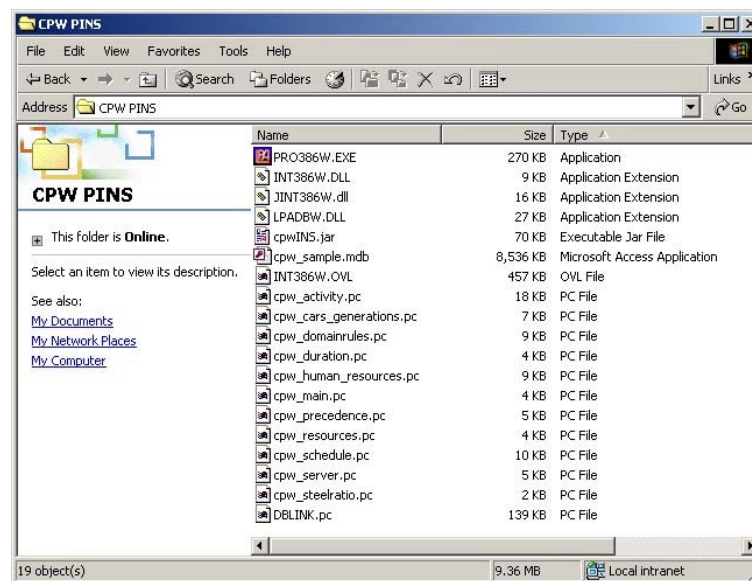 CPW PINS
File Edit View Favorites Tools Help
Back Search Folders Links
Address CPW PINS Go
CPW PINS
This folder is Online.
Select an item to view its description.
See also:
My Documents
My Network Places
My Computer
Name Size Type
PRO386W.EXE 270 KB Application
INT386W.DLL 9 KB Application Extension
JINT386W.dll 16 KB Application Extension
LPADBW.DLL 27 KB Application Extension
cpwINS.jar 70 KB Executable Jar File
cpw_sample.mdb 8,536 KB Microsoft Access Application
INT386W.OVL 457 KB OVL File
cpw_activity.pc 18 KB PC File
cpw_cars_generations.pc 7 KB PC File
cpw_domainrules.pc 9 KB PC File
cpw_duration.pc 4 KB PC File
cpw_human_resources.pc 9 KB PC File
cpw_main.pc 4 KB PC File
cpw_precedence.pc 5 KB PC File
cpw_resources.pc 4 KB PC File
cpw_schedule.pc 10 KB PC File
cpw_server.pc 5 KB PC File
cpw_steelratio.pc 2 KB PC File
DBLINK.pc 139 KB PC File
19 object(s) 9.36 MB Local intranet